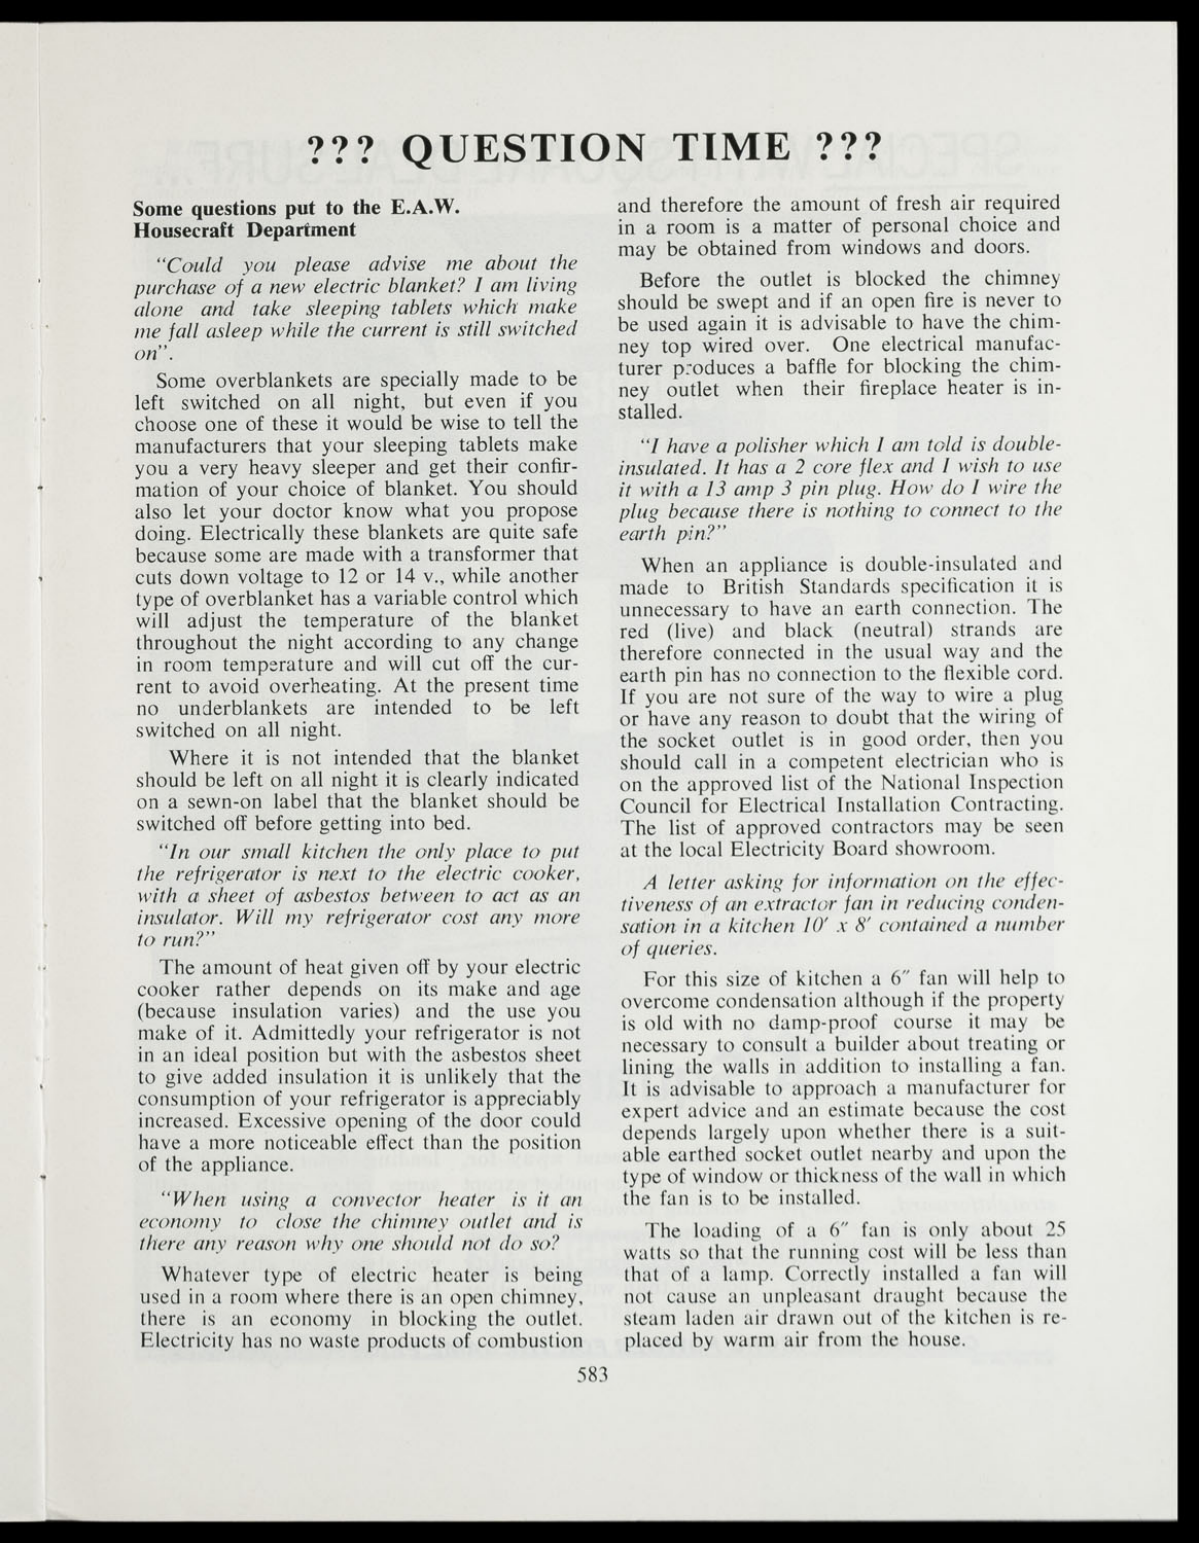 ??? QUESTION TIME ???
Some questions put to the E.A.W.
Housecraft Department
"Could you please advise me about the
purchase of a new electric blanket? I am living
alone and take sleeping tablets which make
me fall asleep while the current is still switched
on".
Some overblankets are specially made to be
left switched on all night, but even if you
choose one of these it would be wise to tell the
manufacturers that your sleeping tablets make
you a very heavy sleeper and get their confir-
mation of your choice of blanket. You should
also let your doctor know what you propose
doing. Electrically these blankets are quite safe
because some are made with a transformer that
cuts down voltage to 12 or 14 v., while another
type of overblanket has a variable control which
will adjust the temperature of the blanket
throughout the night according to any change
in room temperature and will cut off the cur-
rent to avoid overheating. At the present time
no underblankets are intended to be left
switched on all night.
Where it is not intended that the blanket
should be left on all night it is clearly indicated
on a sewn-on label that the blanket should be
switched off before getting into bed.
"In our small kitchen the only place to put
the refrigerator is next to the electric cooker,
with a sheet of asbestos between to act as an
insulator. Will my refrigerator cost any more
to run?"
The amount of heat given off by your electric
cooker rather depends on its make and age
(because insulation varies) and the use you
make of it. Admittedly your refrigerator is not
in an ideal position but with the asbestos sheet
to give added insulation it is unlikely that the
consumption of your refrigerator is appreciably
increased. Excessive opening of the door could
have a more noticeable effect than the position
of the appliance.
"When using a convector heater is it an
economy to close the chimney outlet and is
there any reason why one should not do so?
Whatever type of electric heater is being
used in a room where there is an open chimney,
there is an economy in blocking the outlet.
Electricity has no waste products of combustion
and therefore the amount of fresh air required
in a room is a matter of personal choice and
may be obtained from windows and doors.
Before the outlet is blocked the chimney
should be swept and if an open fire is never to
be used again it is advisable to have the chim-
ney top wired over. One electrical manufac-
turer produces a baffle for blocking the chim-
ney outlet when their fireplace heater is in-
stalled.
"I have a polisher which I am told is double-
insulated. It has a 2 core flex and I wish to use
it with a 13 amp 3 pin plug. How do I wire the
plug because there is nothing to connect to the
earth pin?"
When an appliance is double-insulated and
made to British Standards specification it is
unnecessary to have an earth connection. The
red (live) and black (neutral) strands are
therefore connected in the usual way and the
earth pin has no connection to the flexible cord.
If you are not sure of the way to wire a plug
or have any reason to doubt that the wiring of
the socket outlet is in good order, then you
should call in a competent electrician who is
on the approved list of the National Inspection
Council for Electrical Installation Contracting.
The list of approved contractors may be seen
at the local Electricity Board showroom.
A letter asking for information on the effec-
tiveness of an extractor fan in reducing conden-
sation in a kitchen 10′ x 8′ contained a number
of queries.
For this size of kitchen a 6″ fan will help to
overcome condensation although if the property
is old with no damp-proof course it may be
necessary to consult a builder about treating or
lining the walls in addition to installing a fan.
It is advisable to approach a manufacturer for
expert advice and an estimate because the cost
depends largely upon whether there is a suit-
able earthed socket outlet nearby and upon the
type of window or thickness of the wall in which
the fan is to be installed.
The loading of a 6″ fan is only about 25
watts so that the running cost will be less than
that of a lamp. Correctly installed a fan will
not cause an unpleasant draught because the
steam laden air drawn out of the kitchen is re-
placed by warm air from the house.
583